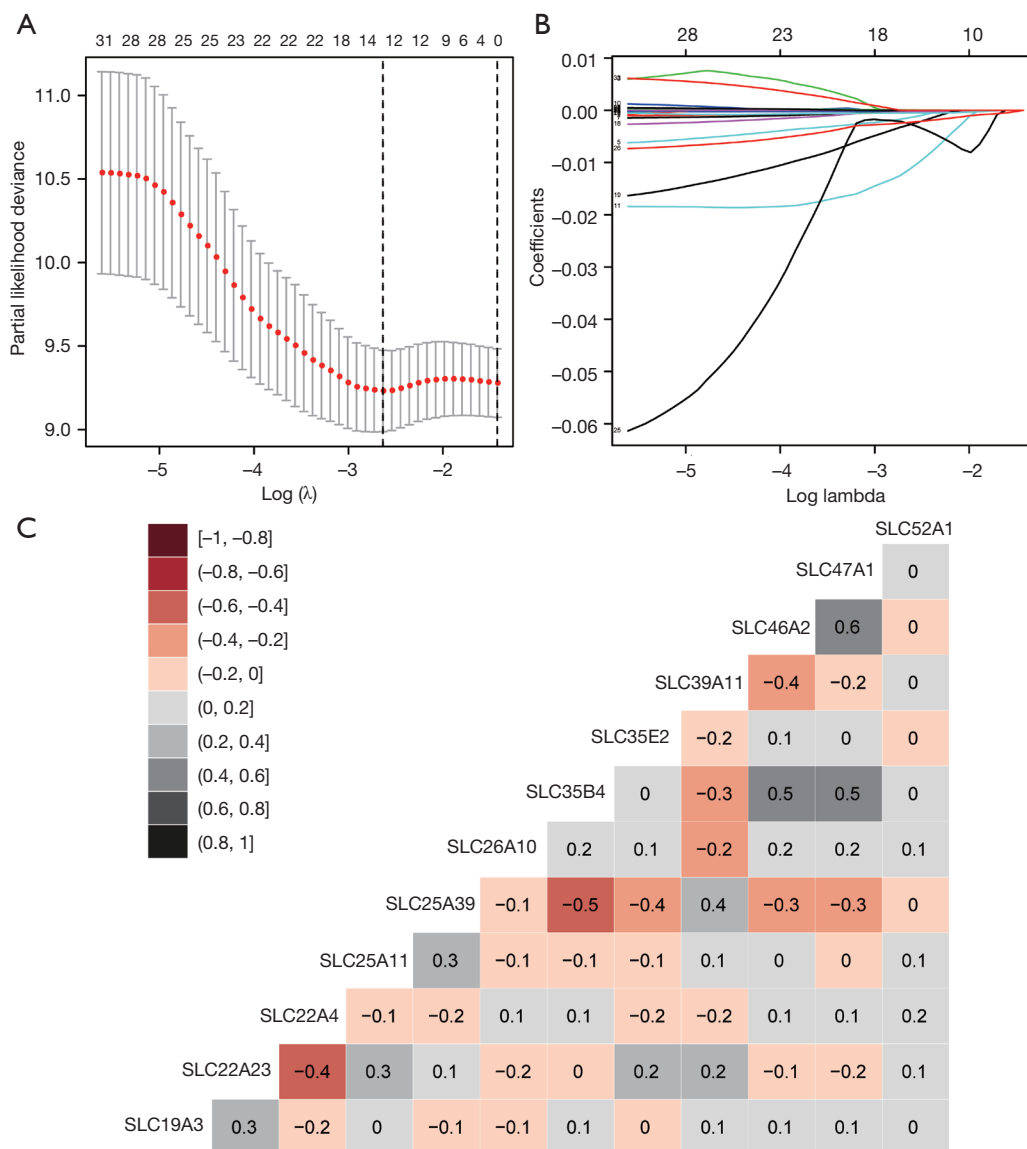 A
31 28 28 25 25 23 22 22 22 18 14 12 12 9 6 4 0
11.0
10.5
10.0
9.5
9.0
Partial likelihood deviance
–5 –4 –3 –2
Log (λ)
B
28 23 18 10
0.01
0.00
–0.01
–0.02
–0.03
–0.04
–0.05
–0.06
Coefficients
10
18
5
26
19
11
25
–5 –4 –3 –2
Log lambda
C
[–1, –0.8]
(–0.8, –0.6]
(–0.6, –0.4]
(–0.4, –0.2]
(–0.2, 0]
(0, 0.2]
(0.2, 0.4]
(0.4, 0.6]
(0.6, 0.8]
(0.8, 1]
SLC52A1
SLC47A1 0
SLC46A2 0.6 0
SLC39A11 –0.4 –0.2 0
SLC35E2 –0.2 0.1 0 0
SLC35B4 0 –0.3 0.5 0.5 0
SLC26A10 0.2 0.1 –0.2 0.2 0.2 0.1
SLC25A39 –0.1 –0.5 –0.4 0.4 –0.3 –0.3 0
SLC25A11 0.3 –0.1 –0.1 –0.1 0.1 0 0 0.1
SLC22A4 –0.1 –0.2 0.1 0.1 –0.2 –0.2 0.1 0.1 0.2
SLC22A23 –0.4 0.3 0.1 –0.2 0 0.2 0.2 –0.1 –0.2 0.1
SLC19A3 0.3 –0.2 0 –0.1 –0.1 0.1 0 0.1 0.1 0.1 0